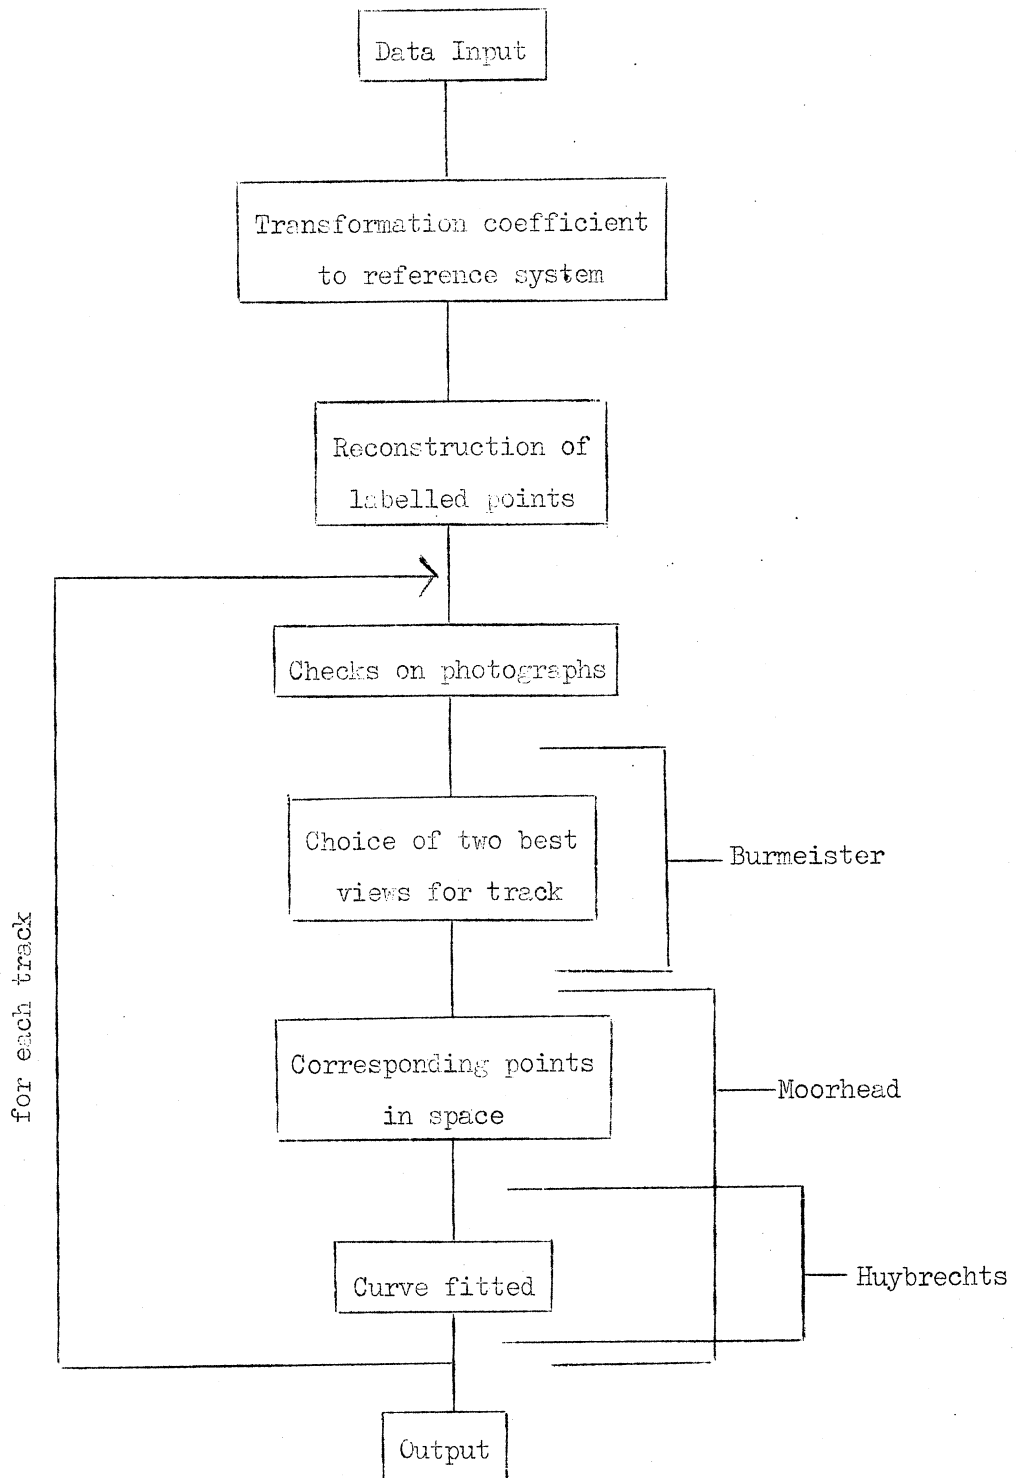 Data Input
Transformation coefficient
to reference system
Reconstruction of
labelled points
Checks on photographs
Choice of two best
views for track
Burmeister
for each track
Corresponding points
in space
Moorhead
Curve fitted
Huybrechts
Output